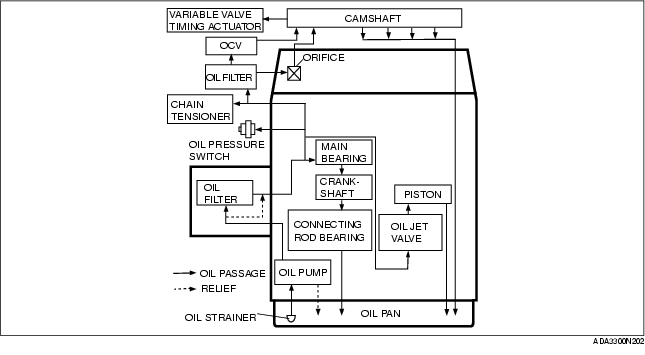 VARIABLE VALVE
TIMING ACTUATOR
CAMSHAFT
OCV
ORIFICE
OIL FILTER
CHAIN
TENSIONER
OIL PRESSURE
SWITCH
MAIN
BEARING
OIL
FILTER
CRANK-
SHAFT
PISTON
CONNECTING
ROD BEARING
OIL JET
VALVE
OIL PASSAGE
OIL PUMP
RELIEF
OIL STRAINER
OIL PAN
ADA3300N202